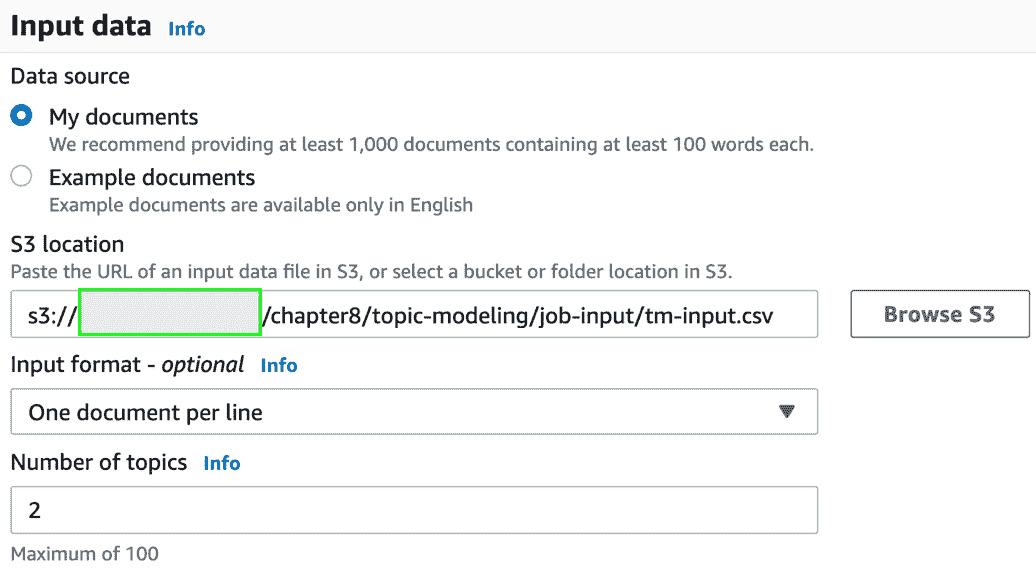 Input data Info
Data source
My documents
We recommend providing at least 1,000 documents containing at least 100 words each.
Example documents
Example documents are available only in English
S3 location
Paste the URL of an input data file in S3, or select a bucket or folder location in S3.
s3:// /chapter8/topic-modeling/job-input/tm-input.csv Browse S3
Input format - optional Info
One document per line
Number of topics Info
2
Maximum of 100